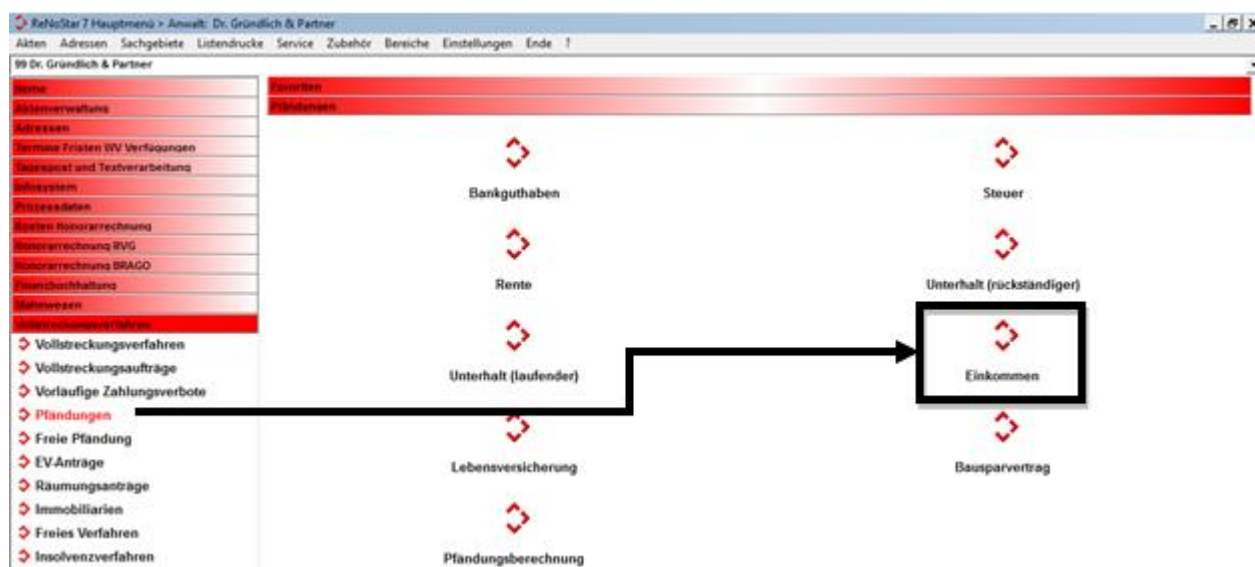 ReNoStar 7 Hauptmenü > Anwalt: Dr. Gründlich & Partner
Akten Adressen Sachgebiete Listendrucke Service Zubehör Bereiche Einstellungen Ende ?
99 Dr. Gründlich & Partner
Home
Aktenverwaltung
Adressen
Termine Fristen WV Verfügungen
Tagespost und Textverarbeitung
Infosystem
Prozessdaten
Kosten Honorarrechnung
Honorarrechnung RVG
Honorarrechnung BRAGO
Finanzbuchhaltung
Mahnwesen
Vollstreckungsverfahren
Vollstreckungsverfahren
Vollstreckungsaufträge
Vorläufige Zahlungsverbote
Pfändungen
Freie Pfändung
EV-Anträge
Räumungsanträge
Immobiliarien
Freies Verfahren
Insolvenzverfahren
Favoriten
Pfändungen
Bankguthaben
Steuer
Rente
Unterhalt (rückständiger)
Unterhalt (laufender)
Einkommen
Lebensversicherung
Bausparvertrag
Pfändungsberechnung